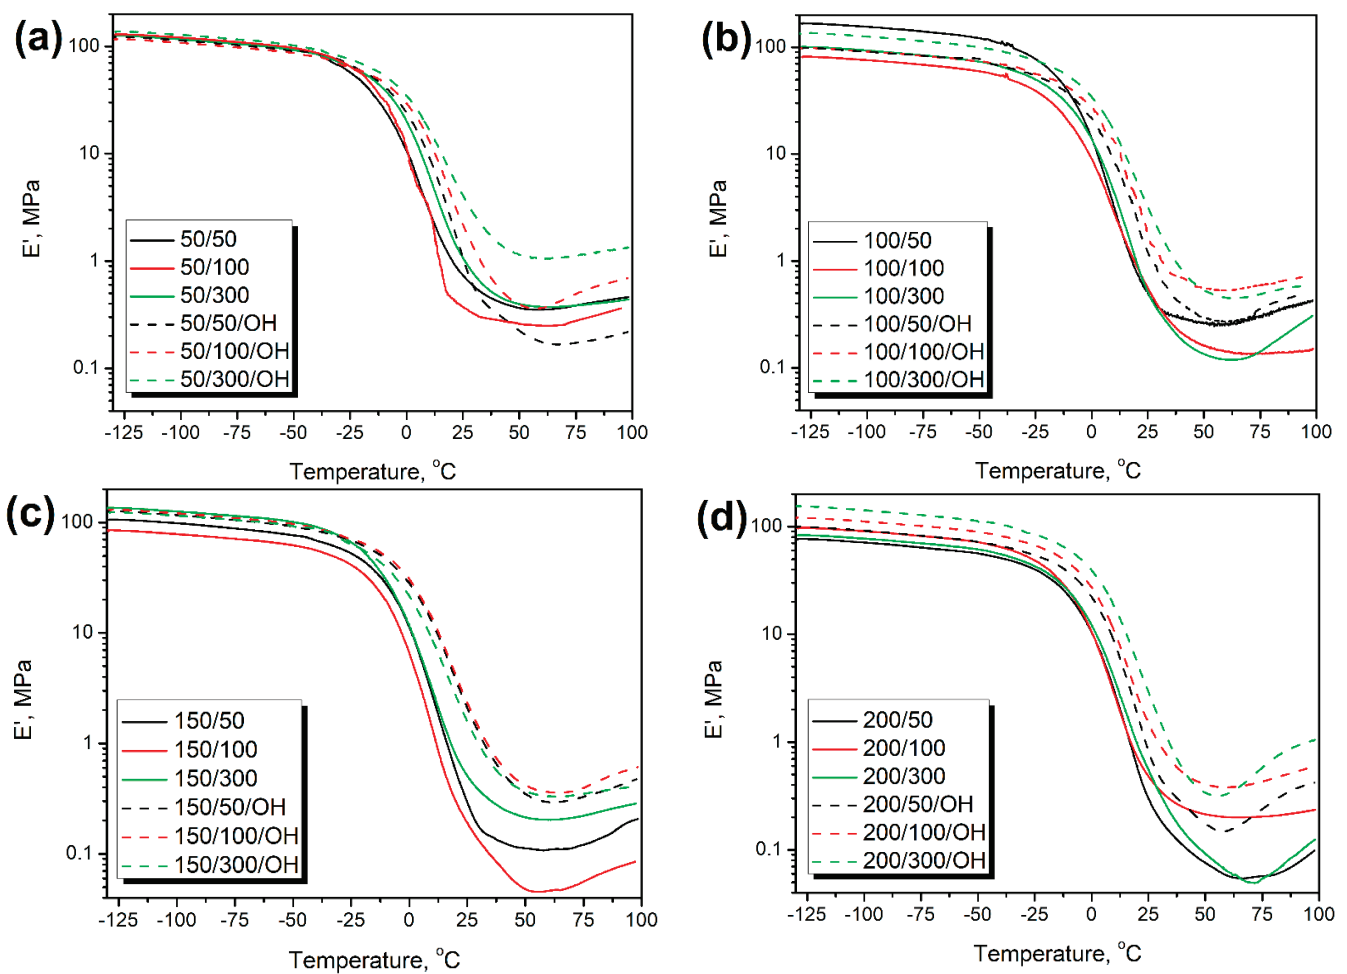 (a)
100
10
1
0.1
E', MPa
50/50
50/100
50/300
50/50/OH
50/100/OH
50/300/OH
-125 -100 -75 -50 -25 0 25 50 75 100
Temperature, °C
(b)
100
10
1
0.1
E', MPa
100/50
100/100
100/300
100/50/OH
100/100/OH
100/300/OH
-125 -100 -75 -50 -25 0 25 50 75 100
Temperature, °C
(c)
100
10
1
0.1
E', MPa
150/50
150/100
150/300
150/50/OH
150/100/OH
150/300/OH
-125 -100 -75 -50 -25 0 25 50 75 100
Temperature, °C
(d)
100
10
1
0.1
E', MPa
200/50
200/100
200/300
200/50/OH
200/100/OH
200/300/OH
-125 -100 -75 -50 -25 0 25 50 75 100
Temperature, °C